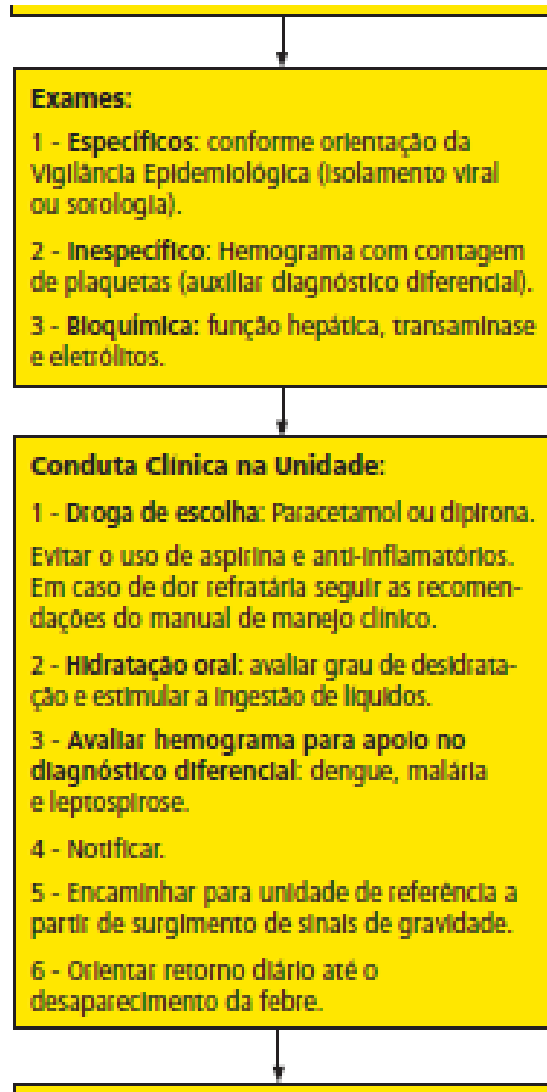 Exames:
1 - Específicos: conforme orientação da
Vigilância Epidemiológica (isolamento viral
ou sorologia).
2 - Inespecífico: Hemograma com contagem
de plaquetas (auxiliar diagnóstico diferencial).
3 - Bioquímica: função hepática, transaminase
e eletrólitos.
Conduta Clínica na Unidade:
1 - Droga de escolha: Paracetamol ou dipirona.
Evitar o uso de aspirina e anti-inflamatórios.
Em caso de dor refratária seguir as recomen-
dações do manual de manejo clínico.
2 - Hidratação oral: avaliar grau de desidrata-
ção e estimular a ingestão de líquidos.
3 - Avaliar hemograma para apoio no
diagnóstico diferencial: dengue, malária
e leptospirose.
4 - Notificar.
5 - Encaminhar para unidade de referência a
partir de surgimento de sinais de gravidade.
6 - Orientar retorno diário até o
desaparecimento da febre.